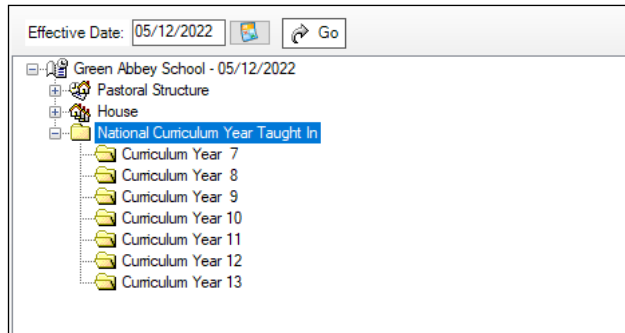 Effective Date: 05/12/2022 Go
Green Abbey School - 05/12/2022
Pastoral Structure
House
National Curriculum Year Taught In
Curriculum Year 7
Curriculum Year 8
Curriculum Year 9
Curriculum Year 10
Curriculum Year 11
Curriculum Year 12
Curriculum Year 13